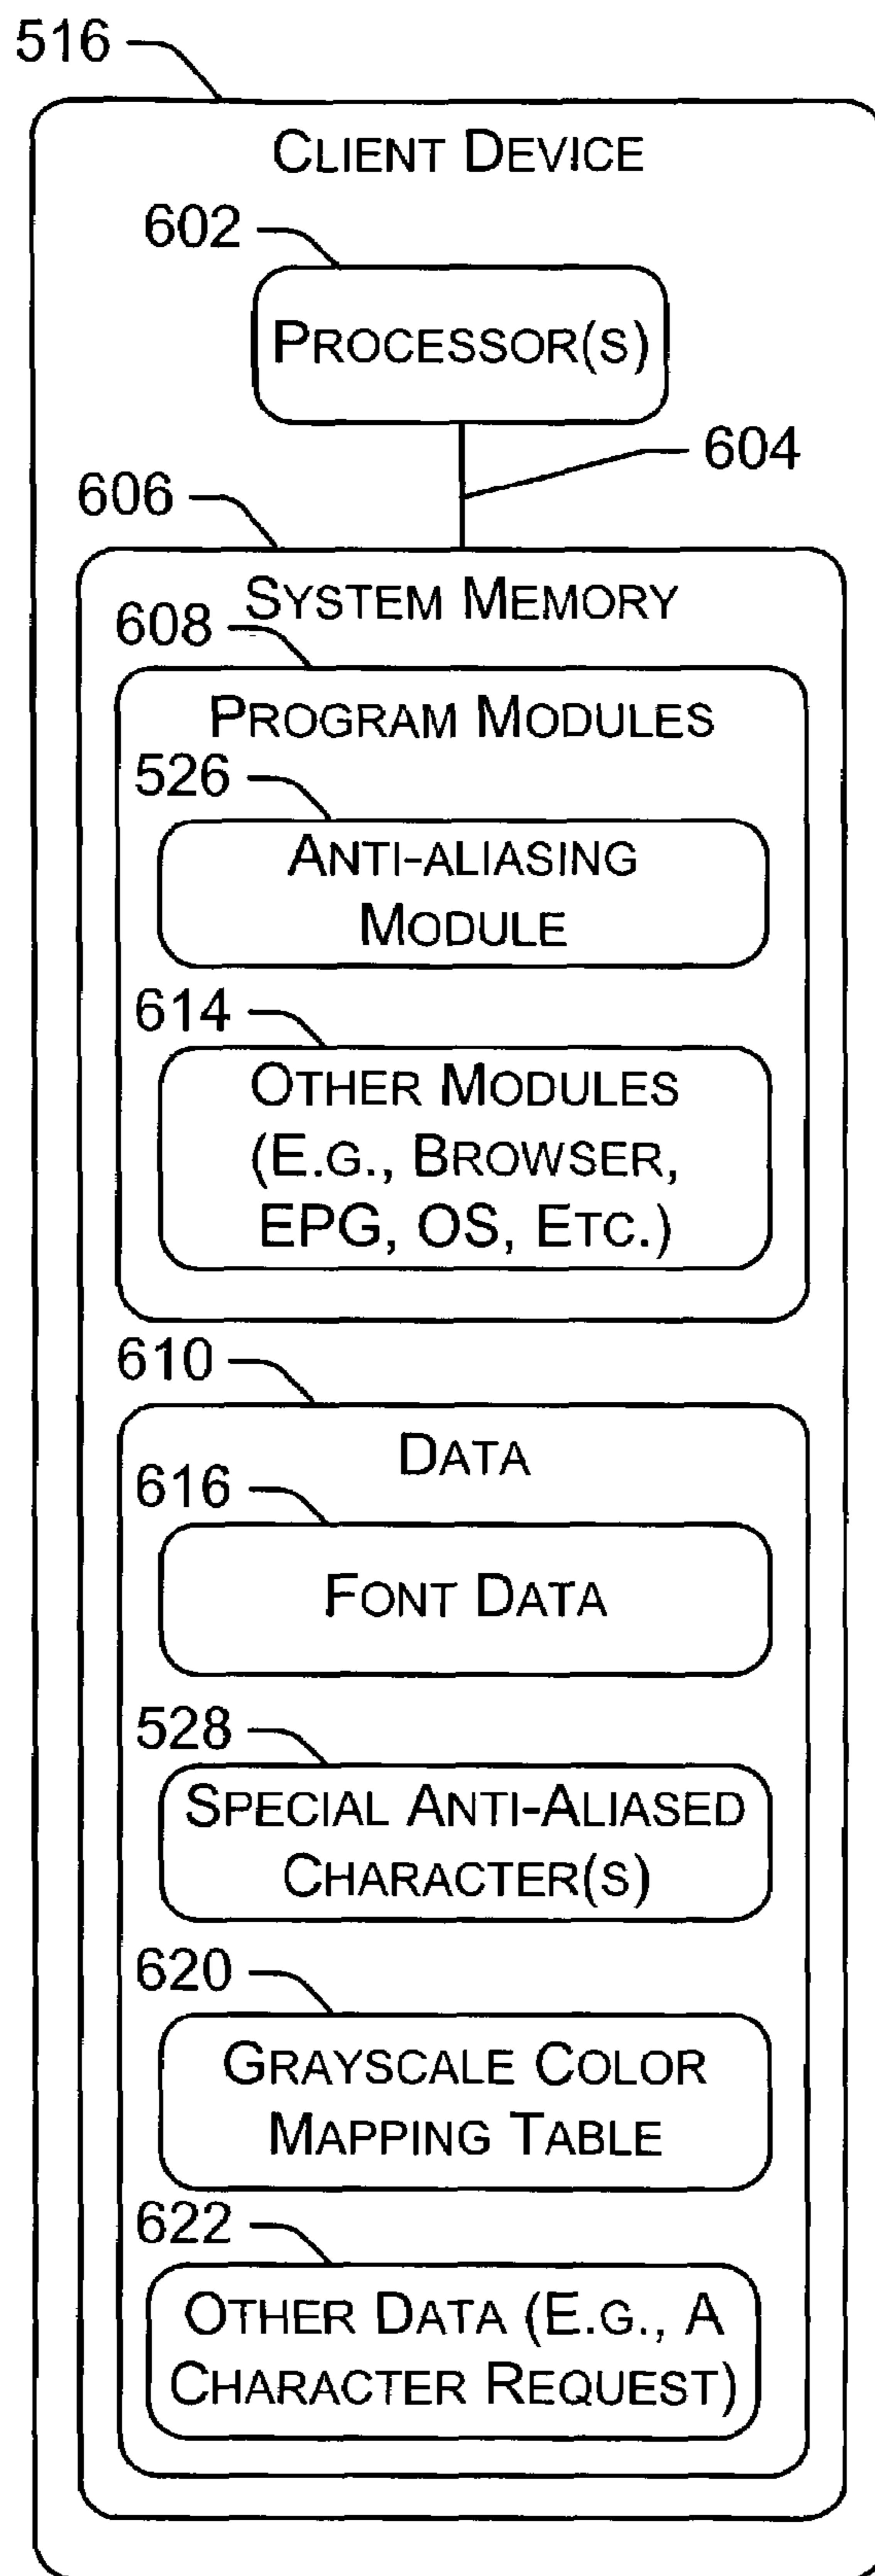 516
CLIENT DEVICE
602
PROCESSOR(S)
604
606
SYSTEM MEMORY
608
PROGRAM MODULES
526
ANTI-ALIASING
MODULE
614
OTHER MODULES
(E.G., BROWSER,
EPG, OS, ETC.)
610
DATA
616
FONT DATA
528
SPECIAL ANTI-ALIASED
CHARACTER(S)
620
GRAYSCALE COLOR
MAPPING TABLE
622
OTHER DATA (E.G., A
CHARACTER REQUEST)